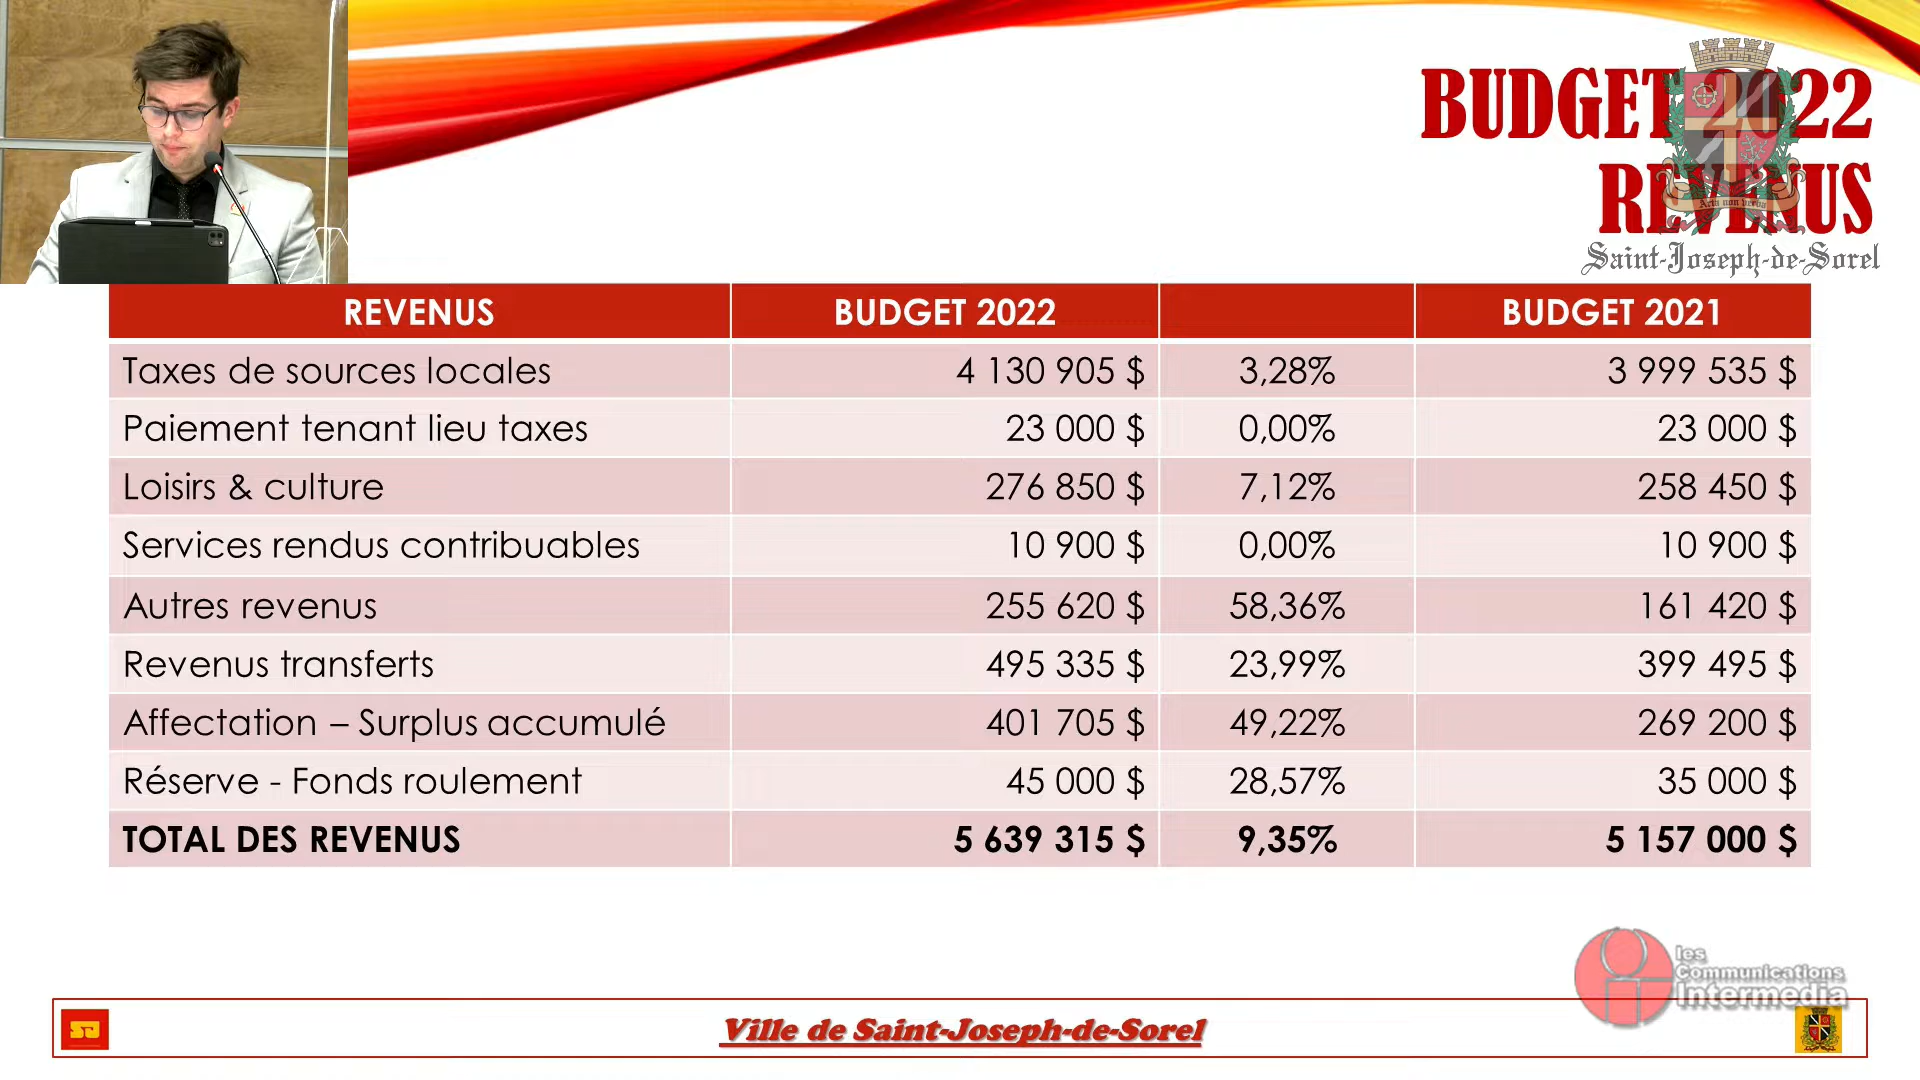 BUDGET 2022
REVENUS
Acta non verba
Saint-Joseph-de-Sorel
REVENUS BUDGET 2022 BUDGET 2021
Taxes de sources locales 4 130 905 $ 3,28% 3 999 535 $
Paiement tenant lieu taxes 23 000 $ 0,00% 23 000 $
Loisirs & culture 276 850 $ 7,12% 258 450 $
Services rendus contribuables 10 900 $ 0,00% 10 900 $
Autres revenus 255 620 $ 58,36% 161 420 $
Revenus transferts 495 335 $ 23,99% 399 495 $
Affectation – Surplus accumulé 401 705 $ 49,22% 269 200 $
Réserve - Fonds roulement 45 000 $ 28,57% 35 000 $
TOTAL DES REVENUS 5 639 315 $ 9,35% 5 157 000 $
les
Communications
Intermedia
Ville de Saint-Joseph-de-Sorel